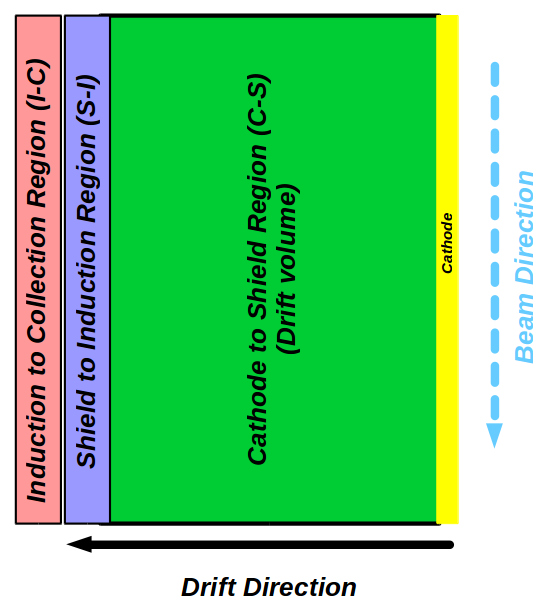 Induction to Collection Region (I-C)
Shield to Induction Region (S-I)
Cathode to Shield Region (C-S)
(Drift volume)
Cathode
Beam Direction
Drift Direction